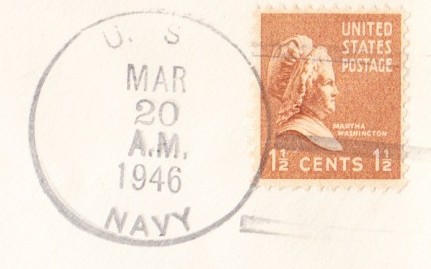 U. S.
MAR
20
A.M.
1946
NAVY
UNITED
STATES
POSTAGE
MARTHA
WASHINGTON
1½ CENTS 1½